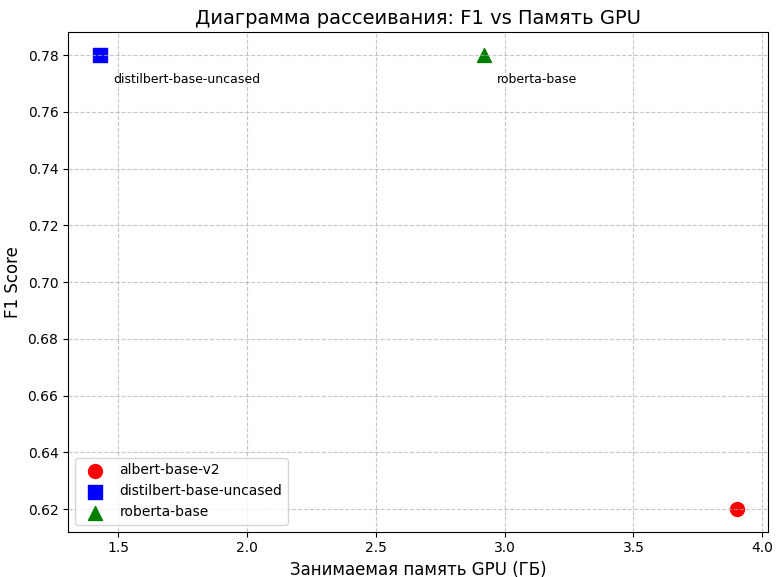 Диаграмма рассеивания: F1 vs Память GPU
F1 Score
0.78
0.76
0.74
0.72
0.70
0.68
0.66
0.64
0.62
distilbert-base-uncased
roberta-base
albert-base-v2
distilbert-base-uncased
roberta-base
1.5
2.0
2.5
3.0
3.5
4.0
Занимаемая память GPU (ГБ)